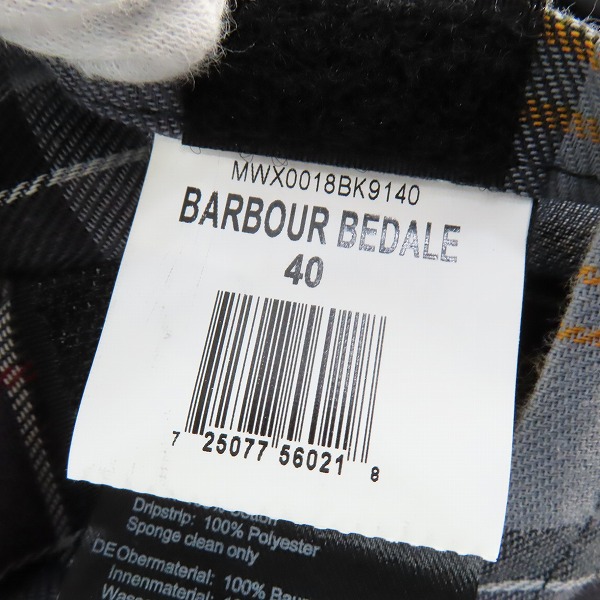 MWX0018BK9140
BARBOUR BEDALE
40
7 25077 56021 8
Dripstrip: 100% Polyester
Sponge clean only
DE Obermaterial: 100% Baum
Innenmaterial: 100%